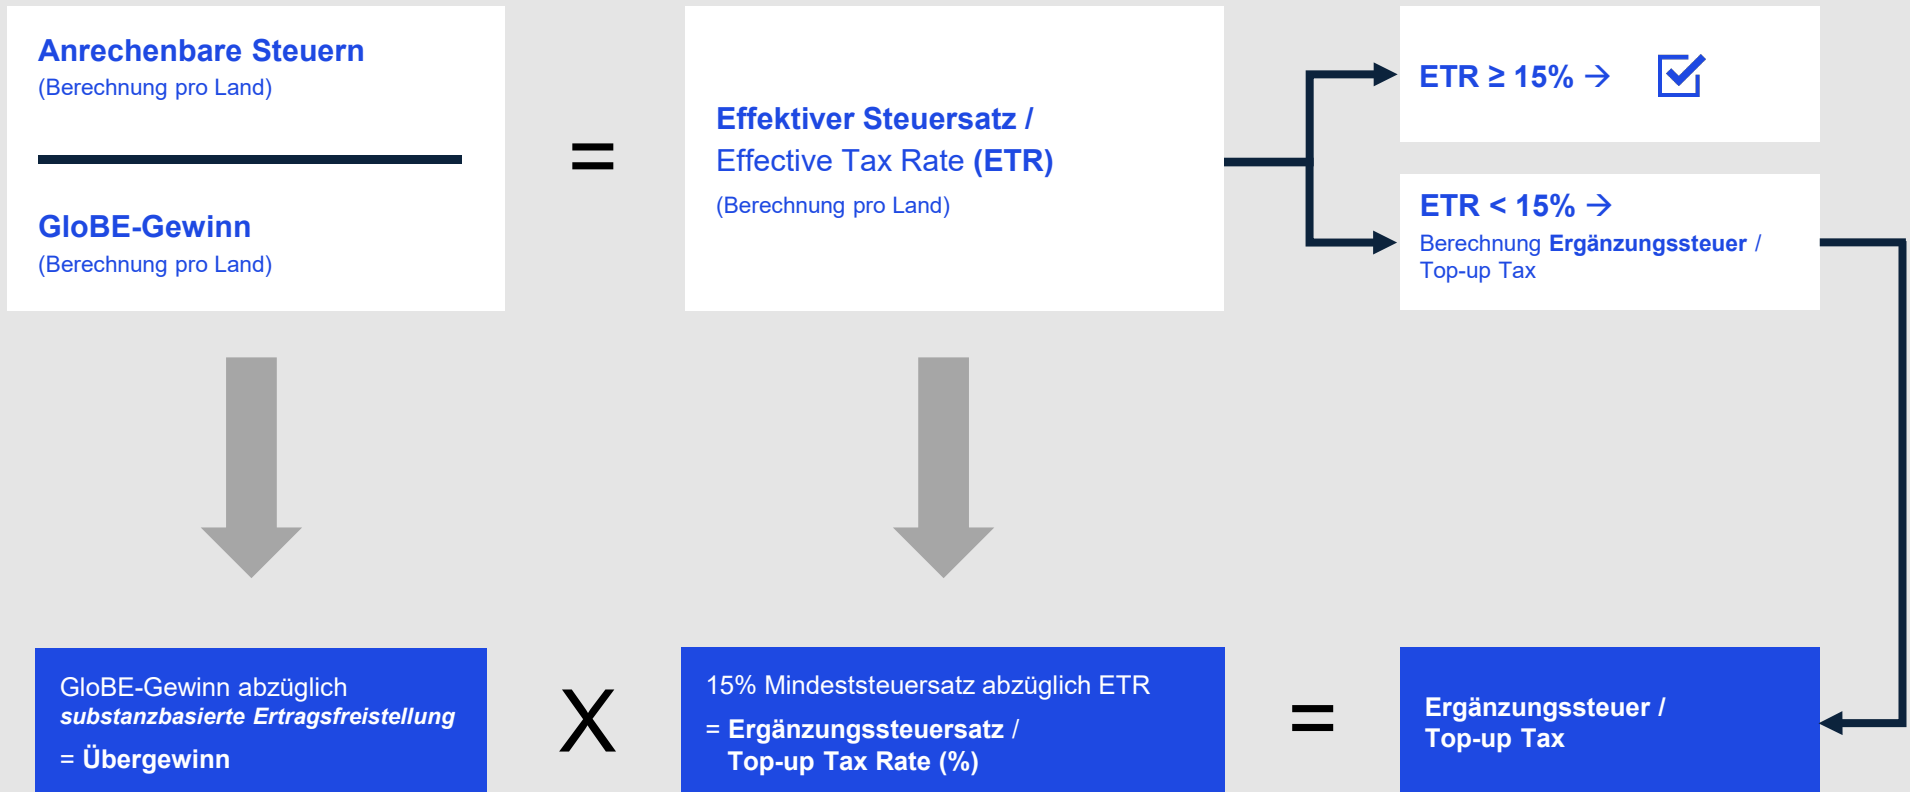 Anrechenbare Steuern
(Berechnung pro Land)
GloBE-Gewinn
(Berechnung pro Land)
=
Effektiver Steuersatz /
Effective Tax Rate (ETR)
(Berechnung pro Land)
ETR ≥ 15% →
ETR < 15% →
Berechnung Ergänzungssteuer /
Top-up Tax
GloBE-Gewinn abzüglich
substanzbasierte Ertragsfreistellung
= Übergewinn
X
15% Mindeststeuersatz abzüglich ETR
= Ergänzungssteuersatz /
Top-up Tax Rate (%)
=
Ergänzungssteuer /
Top-up Tax